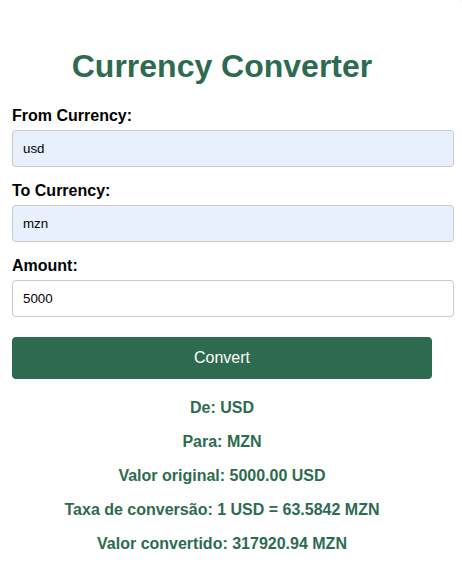 Currency Converter
From Currency:
usd
To Currency:
mzn
Amount:
5000
Convert
De: USD
Para: MZN
Valor original: 5000.00 USD
Taxa de conversão: 1 USD = 63.5842 MZN
Valor convertido: 317920.94 MZN